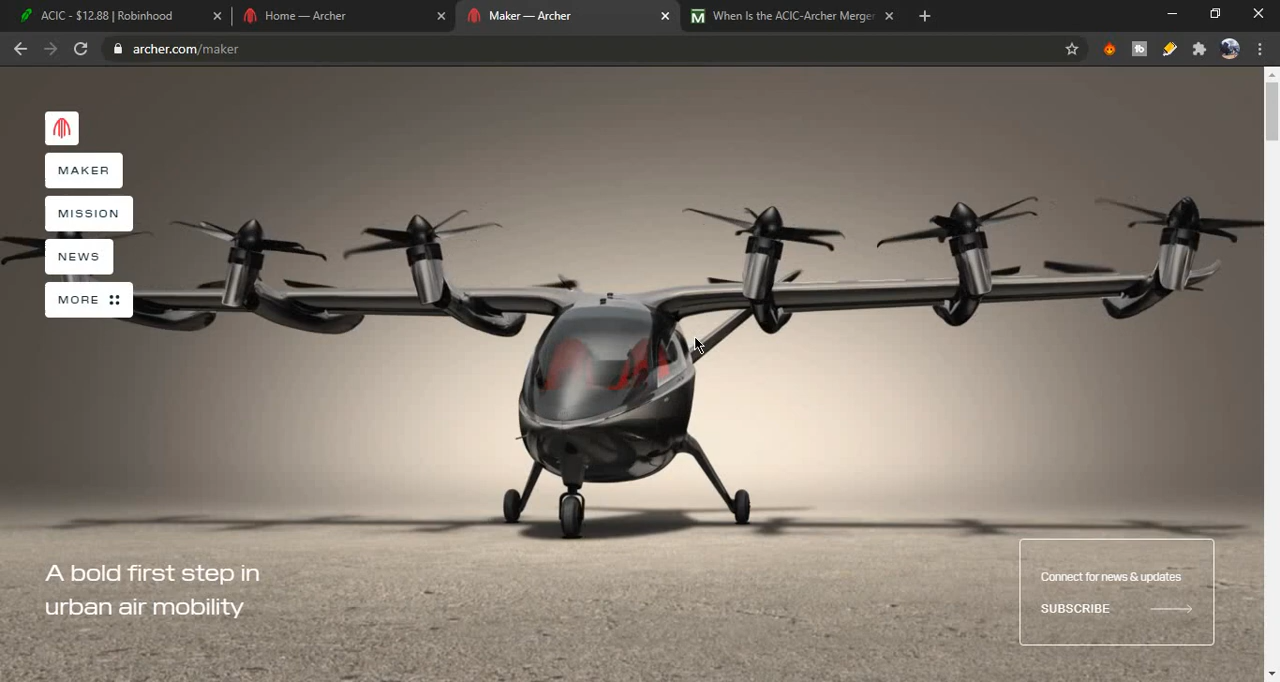 ACIC - $12.88 | Robinhood
Home — Archer
Maker — Archer
When Is the ACIC-Archer Merger
archer.com/maker
tb
MAKER
MISSION
NEWS
MORE
A bold first step in
urban air mobility
Connect for news & updates
SUBSCRIBE